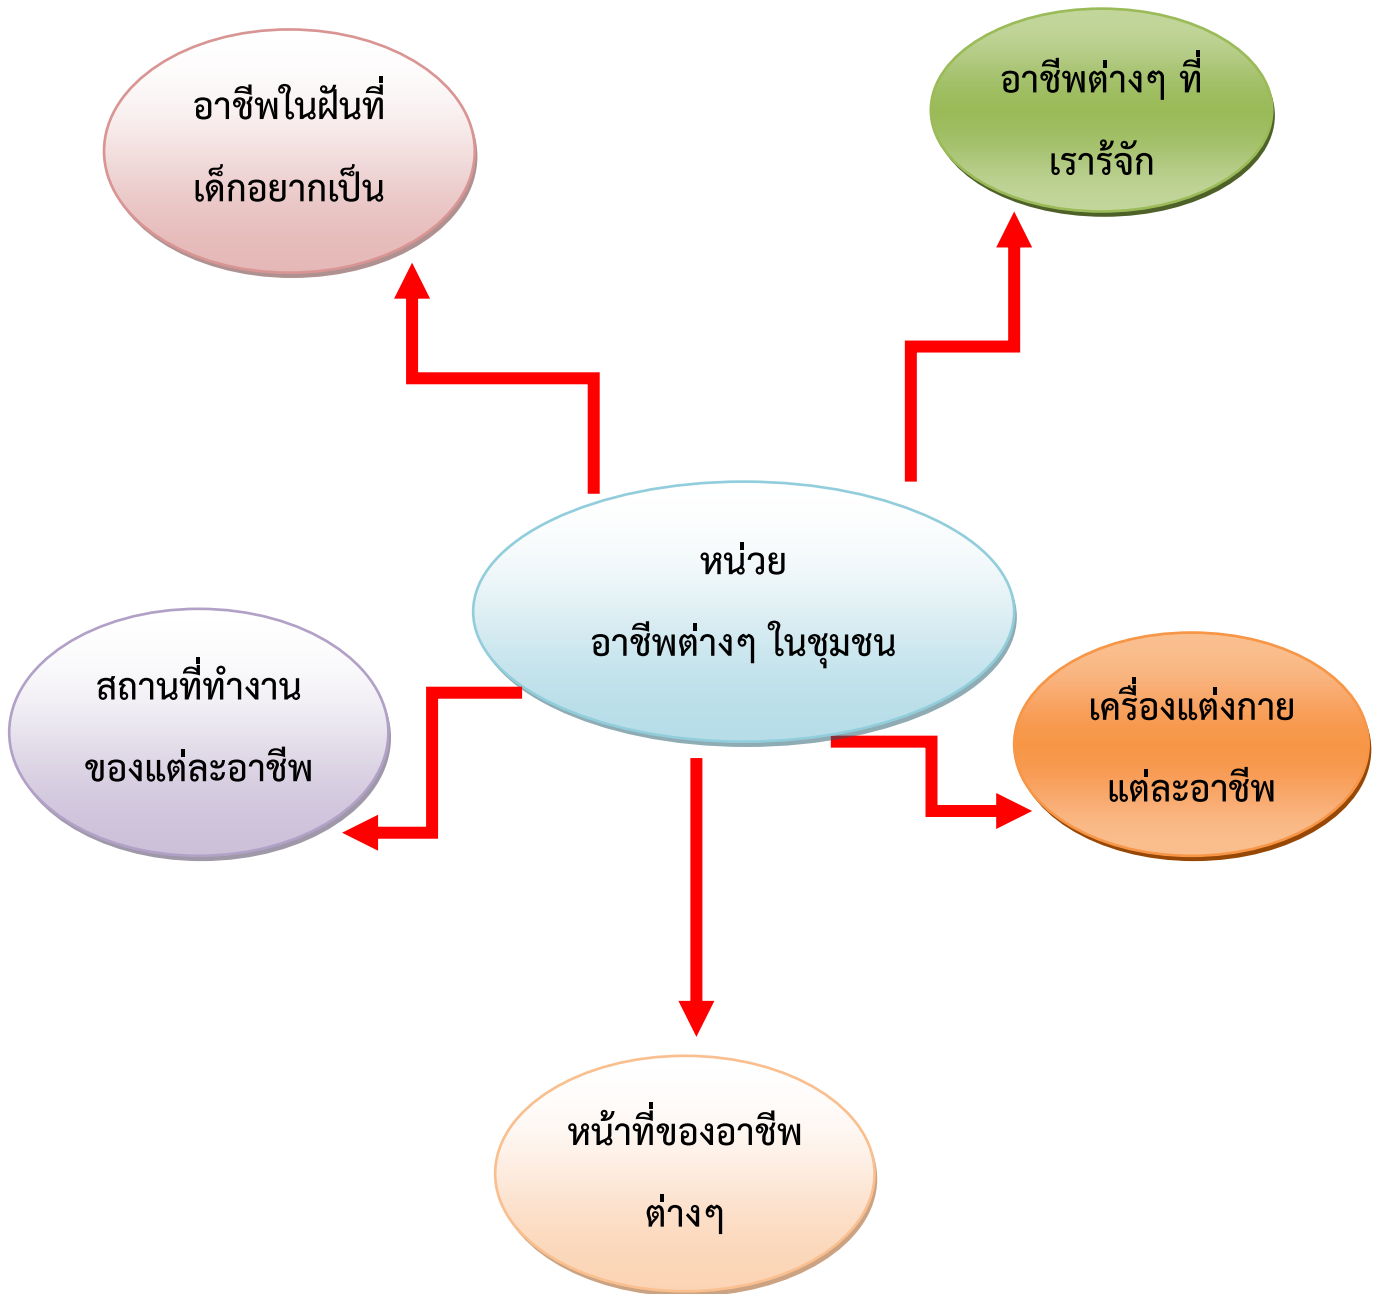 อาชีพในฝันที่
เด็กอยากเป็น
อาชีพต่างๆ ที่
เราร้จัก
หน่วย
อาชีพต่างๆ ในชุมชน
สถานที่ทำงาน
ของแต่ละอาชีพ
เครื่องแต่งกาย
แต่ละอาชีพ
หน้าที่ของอาชีพ
ต่างๆ